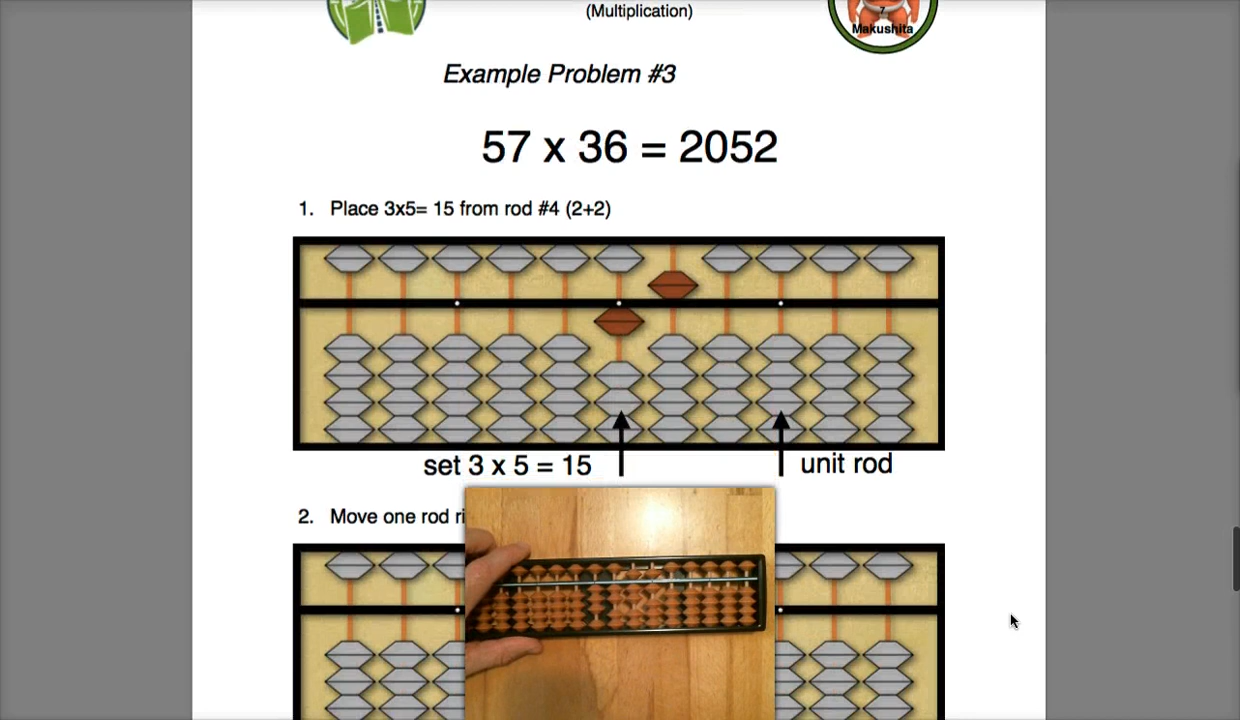 (Multiplication)
7
Makushita
Example Problem #3
57 x 36 = 2052
1. Place 3x5= 15 from rod #4 (2+2)
set 3 x 5 = 15
unit rod
2. Move one rod ri